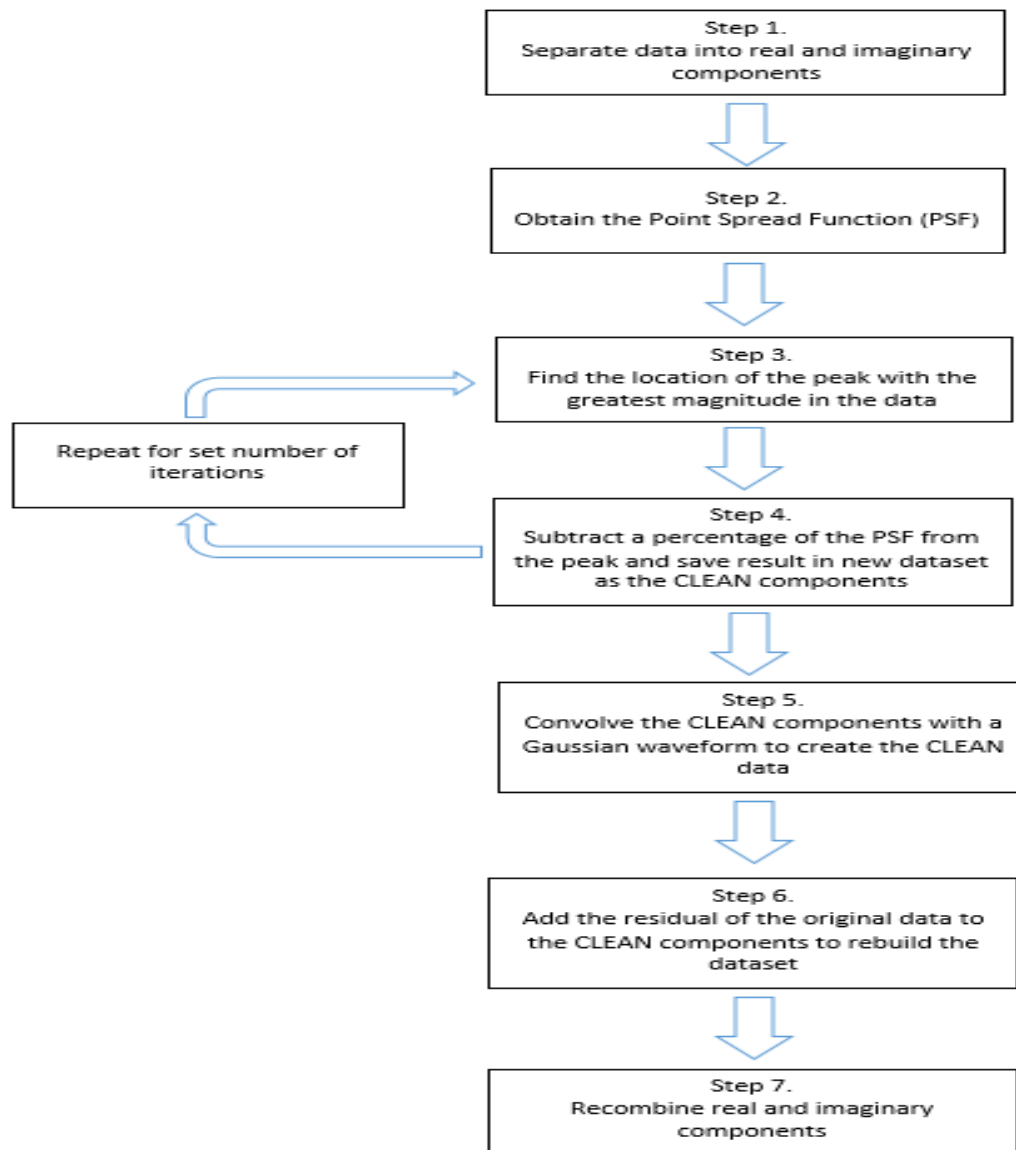 Step 1.
Separate data into real and imaginary
components
Step 2.
Obtain the Point Spread Function (PSF)
Step 3.
Find the location of the peak with the
greatest magnitude in the data
Repeat for set number of
iterations
Step 4.
Subtract a percentage of the PSF from
the peak and save result in new dataset
as the CLEAN components
Step 5.
Convolve the CLEAN components with a
Gaussian waveform to create the CLEAN
data
Step 6.
Add the residual of the original data to
the CLEAN components to rebuild the
dataset
Step 7.
Recombine real and imaginary
components